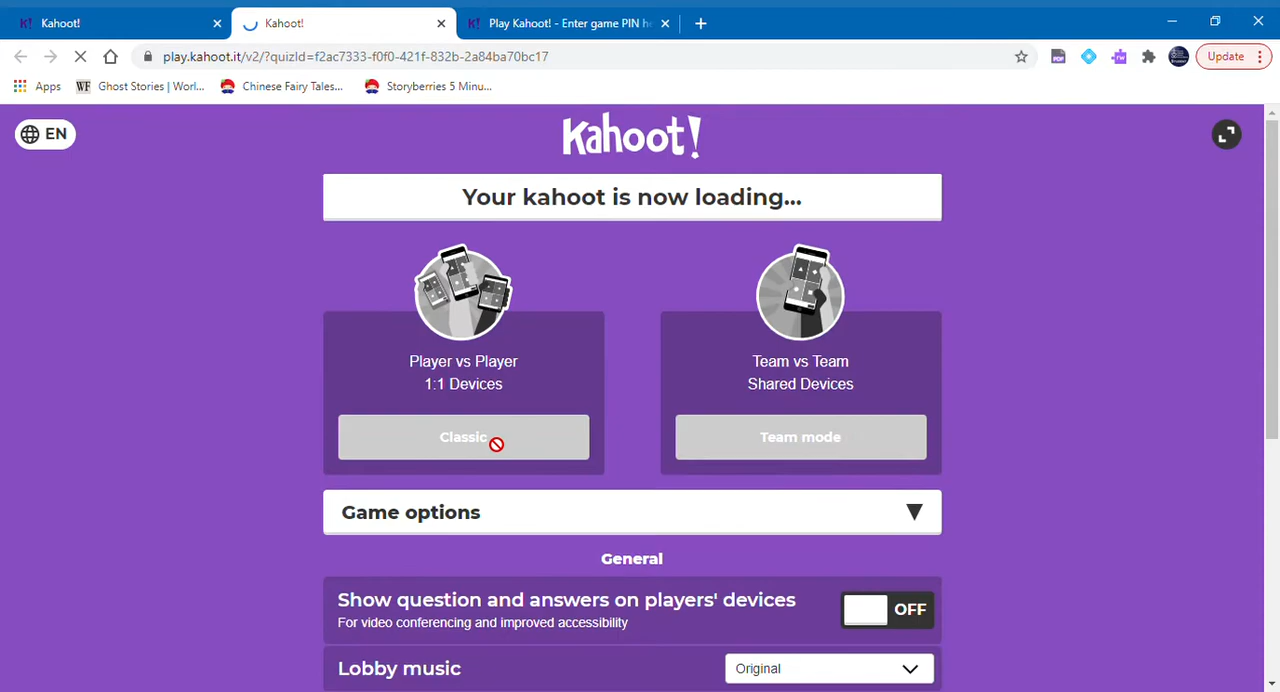 Kahoot!
Kahoot!
Play Kahoot! - Enter game PIN he
play.kahoot.it/v2/?quizId=f2ac7333-f0f0-421f-832b-2a84ba70bc17
Update
Apps
WF Ghost Stories | Worl...
Chinese Fairy Tales...
Storyberries 5 Minu...
EN
Kahoot!
Your kahoot is now loading...
Player vs Player
1:1 Devices
Classic
Team vs Team
Shared Devices
Team mode
Game options
General
Show question and answers on players' devices
For video conferencing and improved accessibility
OFF
Lobby music
Original